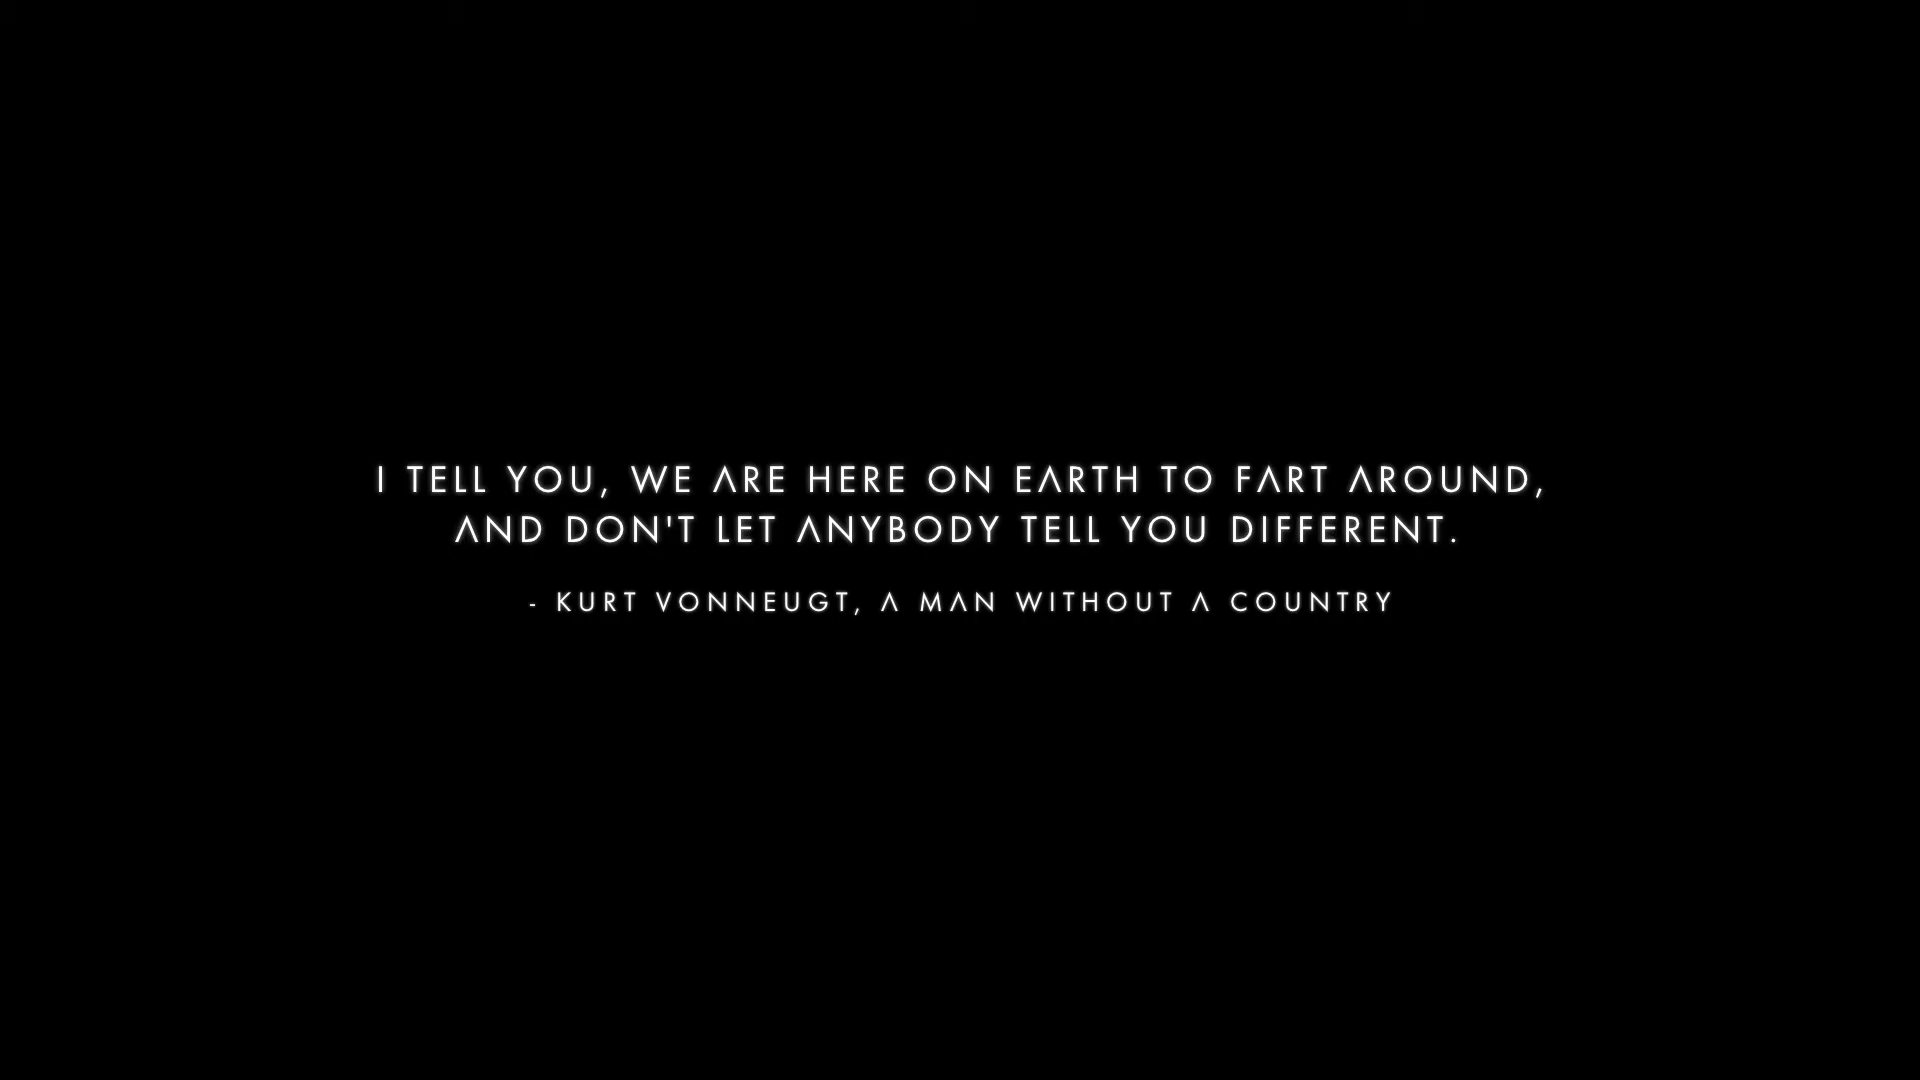 I TELL YOU, WE ARE HERE ON EARTH TO FART AROUND,
AND DON'T LET ANYBODY TELL YOU DIFFERENT.
- KURT VONNEUGT, A MAN WITHOUT A COUNTRY